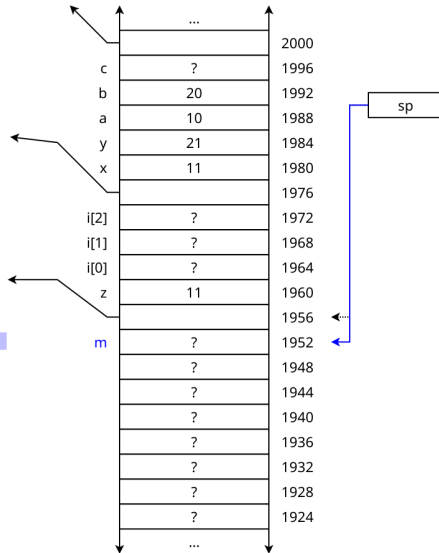 ...
2000
c ? 1996
b 20 1992
sp
a 10 1988
y 21 1984
x 11 1980
1976
i[2] ? 1972
i[1] ? 1968
i[0] ? 1964
z 11 1960
1956
m ? 1952
? 1948
? 1944
? 1940
? 1936
? 1932
? 1928
? 1924
...